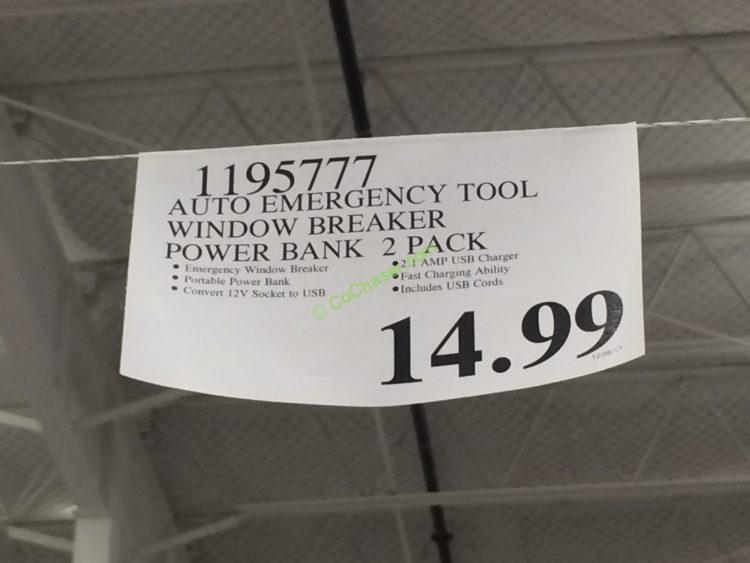 1195777
AUTO EMERGENCY TOOL
WINDOW BREAKER
POWER BANK 2 PACK
• Emergency Window Breaker
• Portable Power Bank
• Convert 12V Socket to USB
• 2.1 AMP USB Charger
• Fast Charging Ability
• Includes USB Cords
14.99